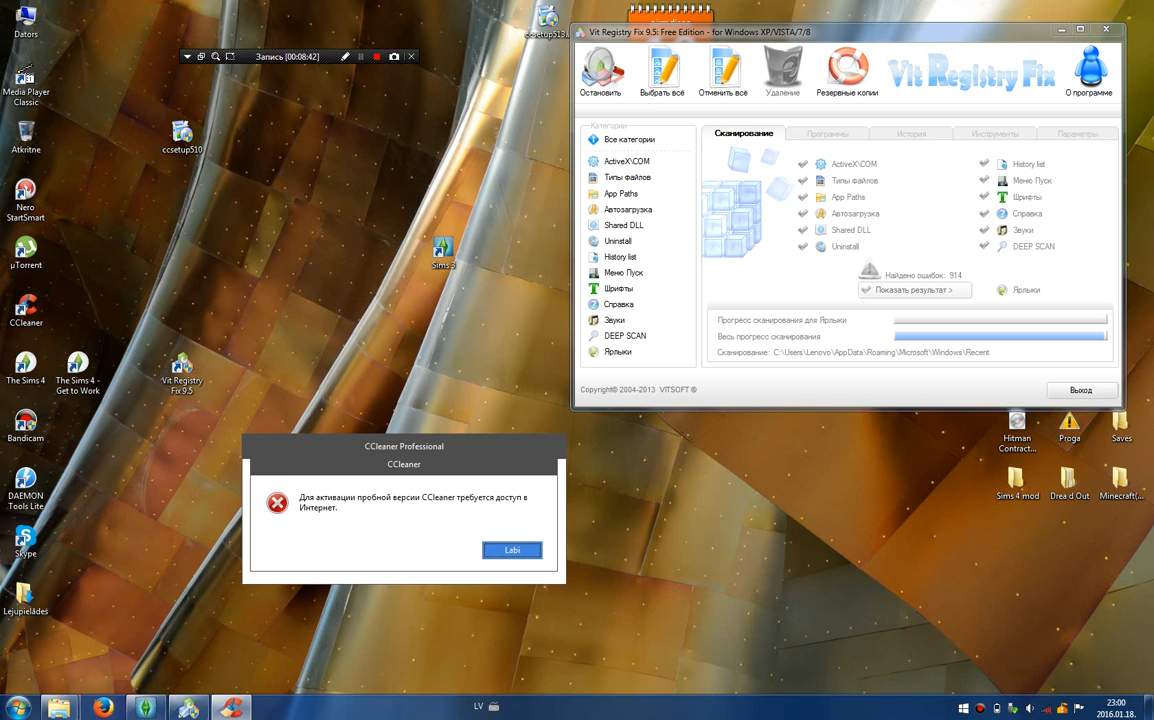 Dators
Media Player
Classic
Atkritne
Nero
StartSmart
µTorrent
CCleaner
The Sims 4
The Sims 4 -
Get to Work
Bandicam
DAEMON
Tools Lite
Skype
Lejupielādes
ccsetup510
Sims 3
Vit Registry
Fix 9.5
Запись [00:08:42]
Vit Registry Fix 9.5: Free Edition - for Windows XP/VISTA/7/8
Остановить
Выбрать всё
Отменить всё
Удаление
Резервные копии
Vit Registry Fix
О программе
Категории
Все категории
ActiveX\COM
Типы файлов
App Paths
Автозагрузка
Shared DLL
Uninstall
History list
Меню Пуск
Шрифты
Справка
Звуки
DEEP SCAN
Ярлыки
Сканирование
Программы
История
Инструменты
Параметры
ActiveX\COM
Типы файлов
App Paths
Автозагрузка
Shared DLL
Uninstall
History list
Меню Пуск
Шрифты
Справка
Звуки
DEEP SCAN
Найдено ошибок: 914
Показать результат >
Ярлыки
Прогресс сканирования для Ярлыки
Весь прогресс сканирования
Сканирование: C:\Users\Lenovo\AppData\Roaming\Microsoft\Windows\Recent
Copyright© 2004-2013 VITSOFT ®
Выход
CCleaner Professional
CCleaner
Для активации пробной версии CCleaner требуется доступ в
Интернет.
Labi
Hitman
Contract...
Proga
Saves
Sims 4 mod
Drea d Out
Minecraft(...
LV
23:00
2016.01.18.